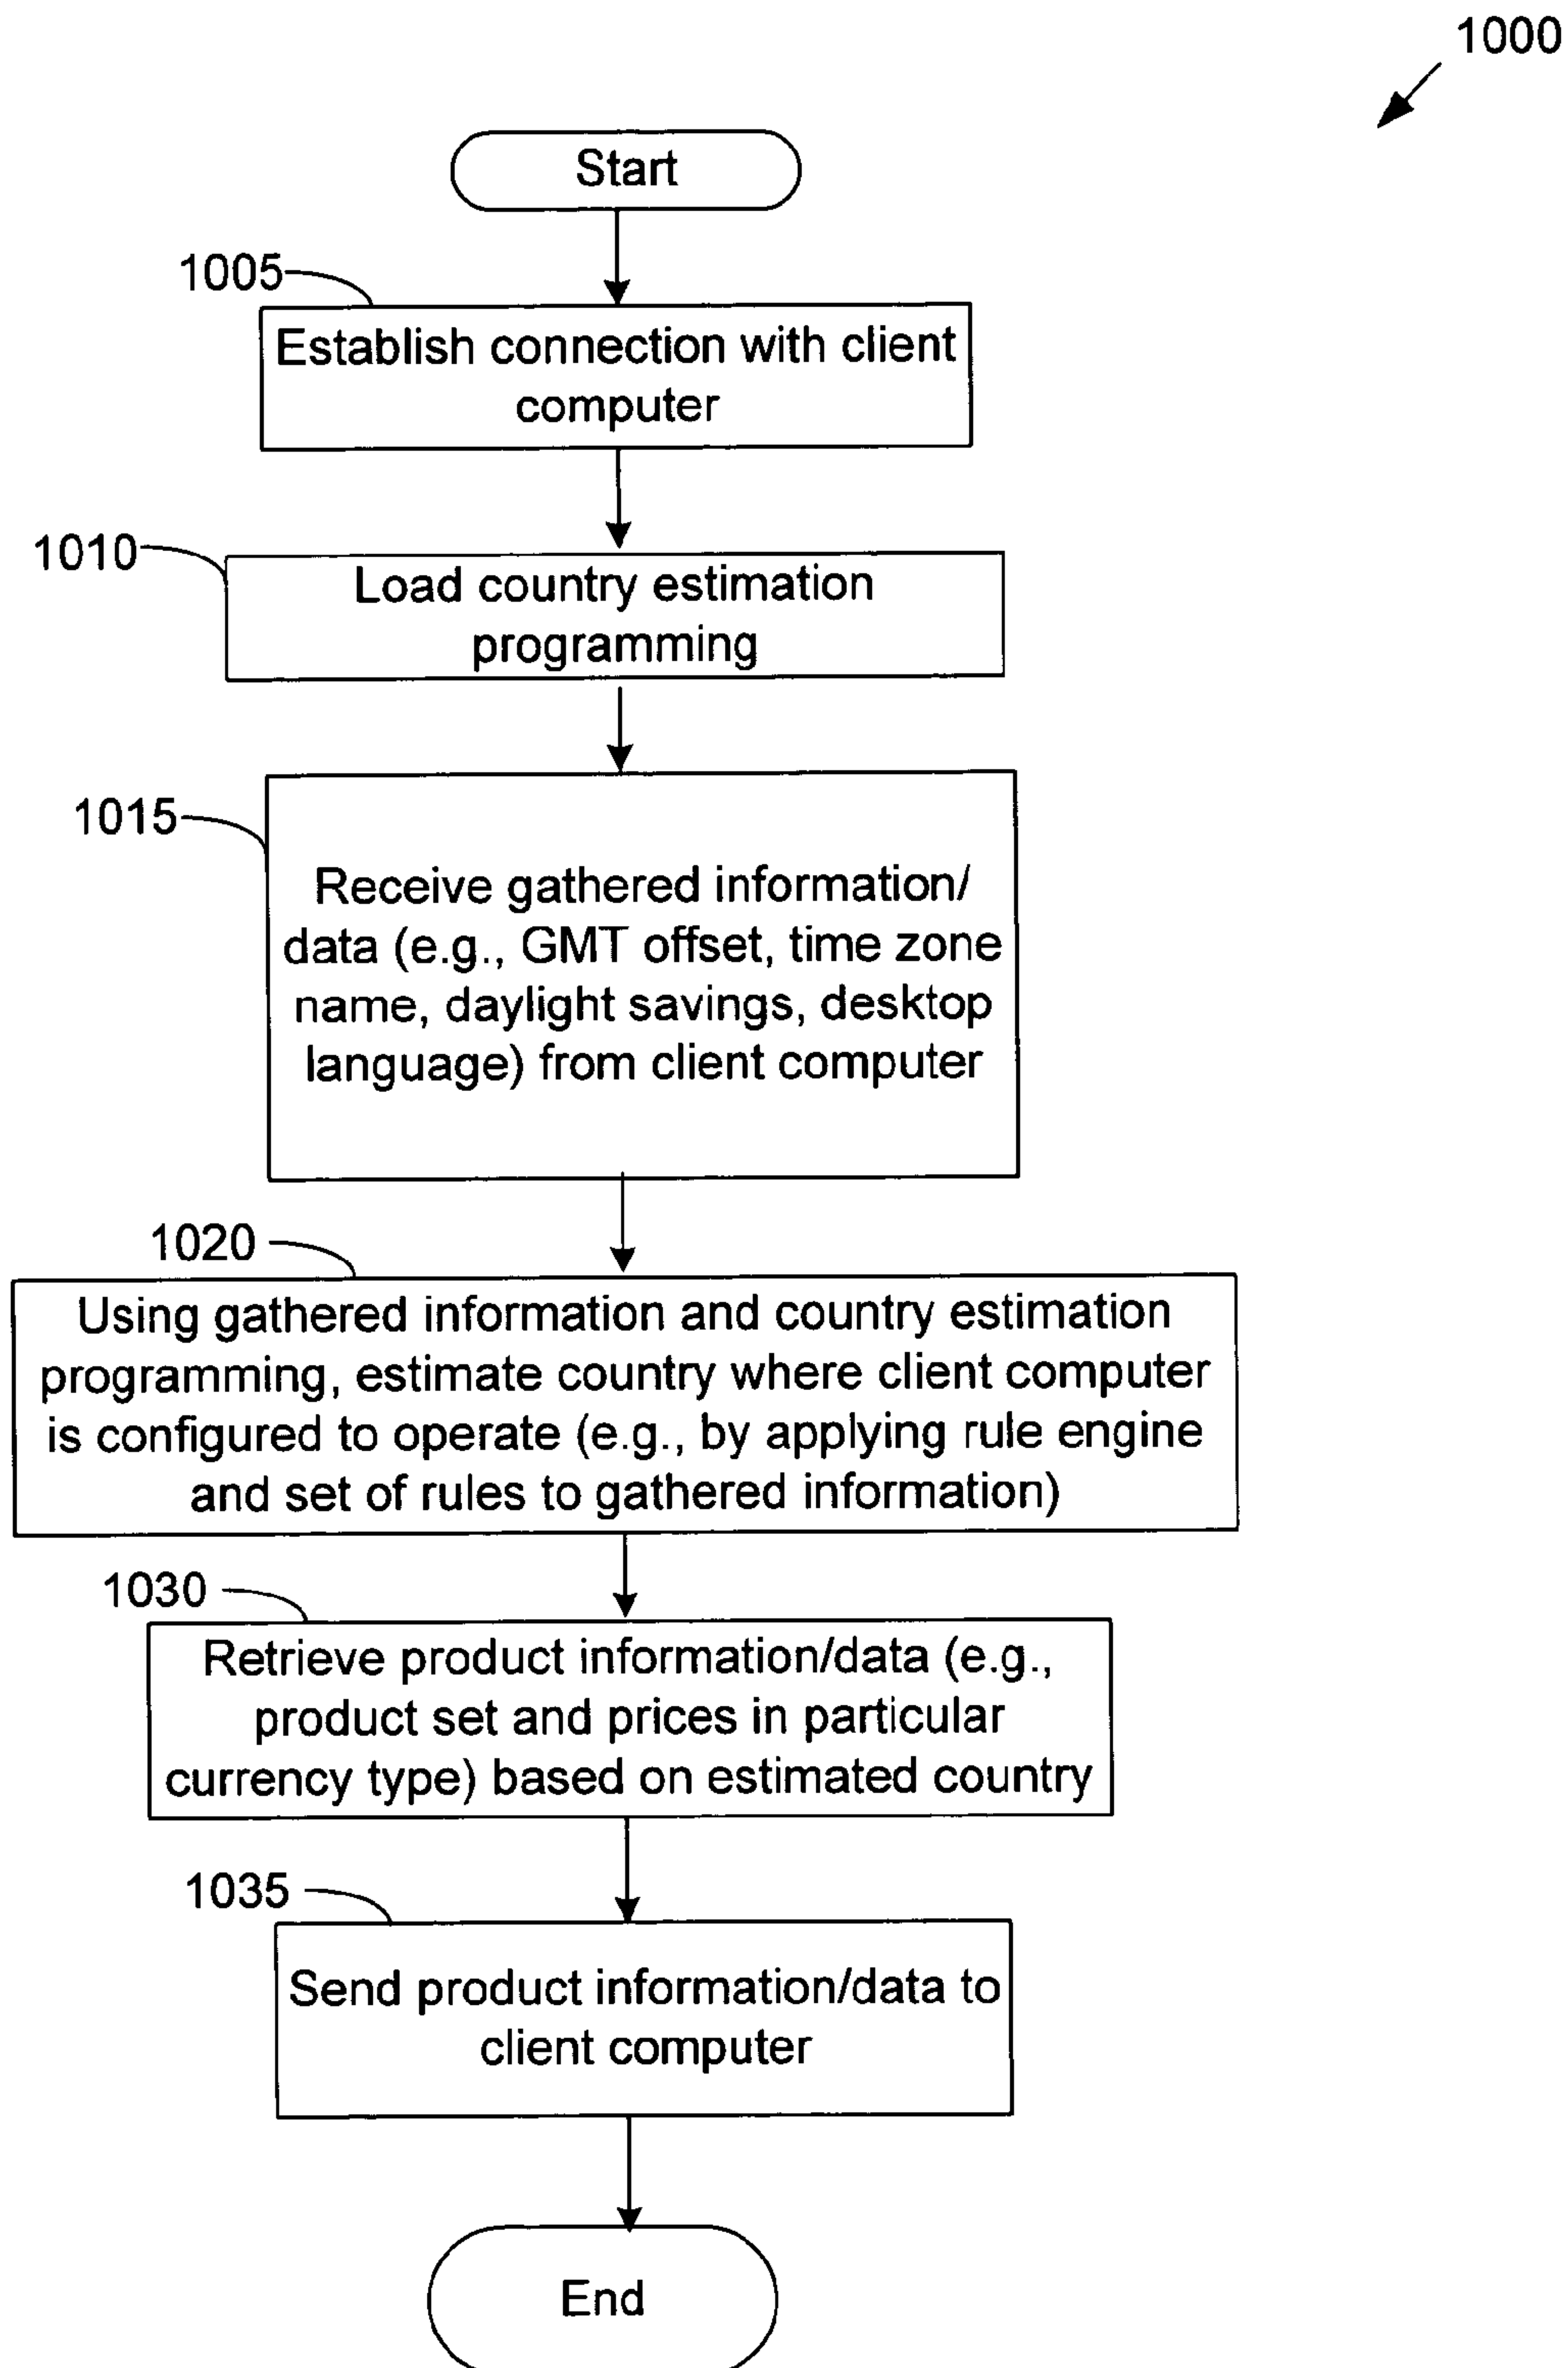 1000
Start
1005
Establish connection with client
computer
1010
Load country estimation
programming
1015
Receive gathered information/
data (e.g., GMT offset, time zone
name, daylight savings, desktop
language) from client computer
1020
Using gathered information and country estimation
programming, estimate country where client computer
is configured to operate (e.g., by applying rule engine
and set of rules to gathered information)
1030
Retrieve product information/data (e.g.,
product set and prices in particular
currency type) based on estimated country
1035
Send product information/data to
client computer
End